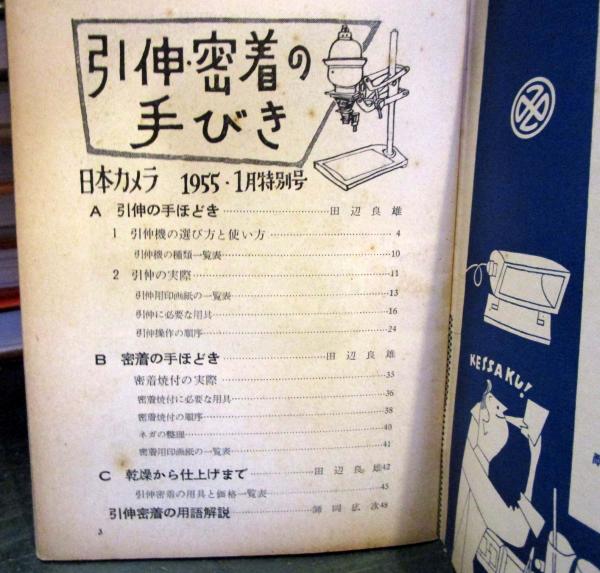 引伸・密着の
手びき
日本カメラ 1955・1月特別号
A 引伸の手ほどき 田辺良雄
1 引伸機の選び方と使い方 4
引伸機の種類一覧表 10
2 引伸の実際 11
引伸用印画紙の一覧表 13
引伸に必要な用具 16
引伸操作の順序 24
B 密着の手ほどき 田辺良雄
密着焼付の実際 35
密着焼付に必要な用具 36
密着焼付の順序 38
ネガの整理 40
密着用印画紙の一覧表 41
C 乾燥から仕上げまで 田辺良雄 42
引伸密着の用具と価格一覧表 45
引伸密着の用語解説 師岡宏次 48
3
KESSAKU!